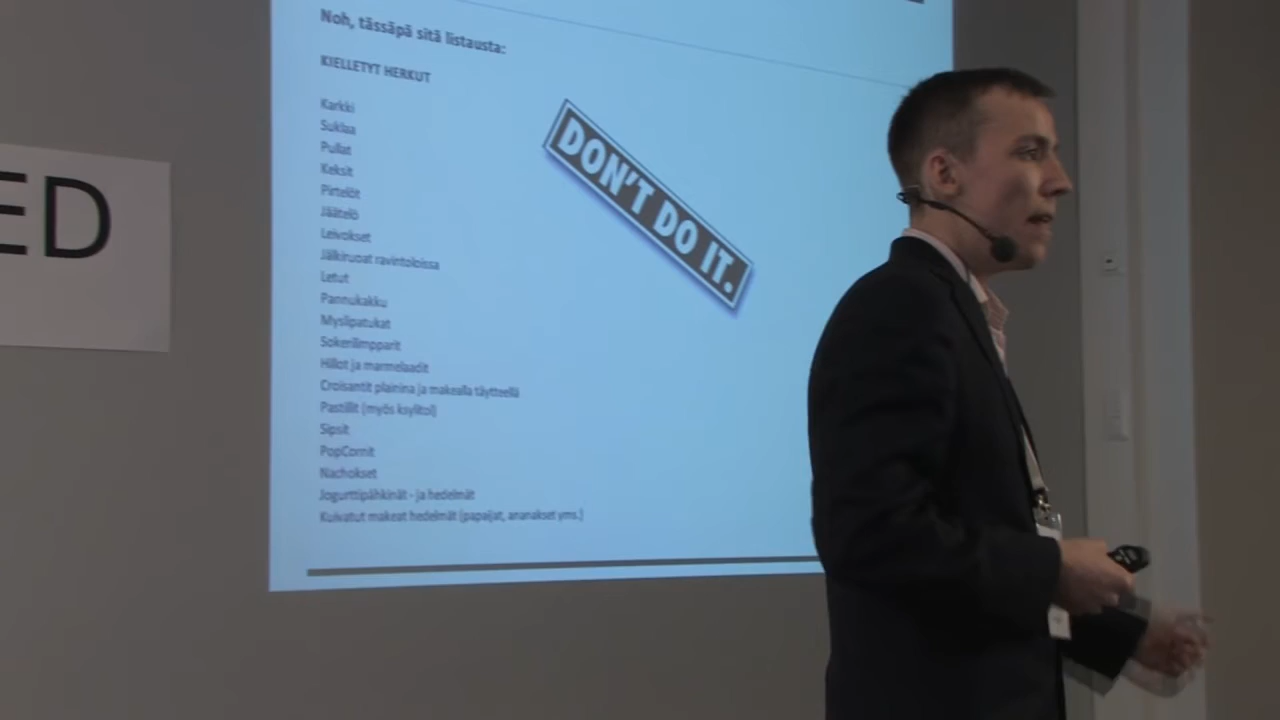 Noh, tässäpä sitä listausta:
KIELLETYT HERKUT
Karkki
Suklaa
Pullat
Keksit
Pirtelöt
Jäätelö
Leivokset
Jälkiruoat ravintoloissa
Letut
Pannukakku
Myslipatukat
Sokerilimpparit
Hillot ja marmelaadit
Croisantit plainina ja makealla täytteellä
Pastillit (myös ksylitol)
Sipsit
PopCornit
Nachokset
Jogurttipähkinät - ja hedelmät
Kuivatut makeat hedelmät (papaijat, ananakset yms.)
DON'T DO IT.
ED